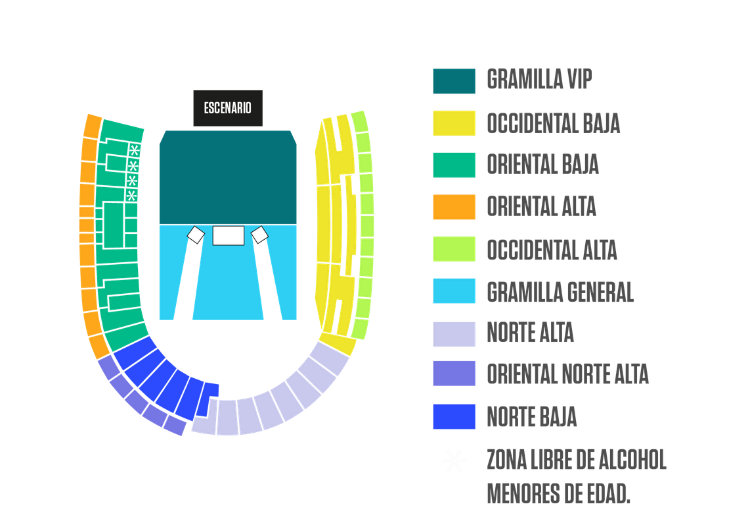 ESCENARIO
GRAMILLA VIP
OCCIDENTAL BAJA
ORIENTAL BAJA
ORIENTAL ALTA
OCCIDENTAL ALTA
GRAMILLA GENERAL
NORTE ALTA
ORIENTAL NORTE ALTA
NORTE BAJA
ZONA LIBRE DE ALCOHOL
MENORES DE EDAD.